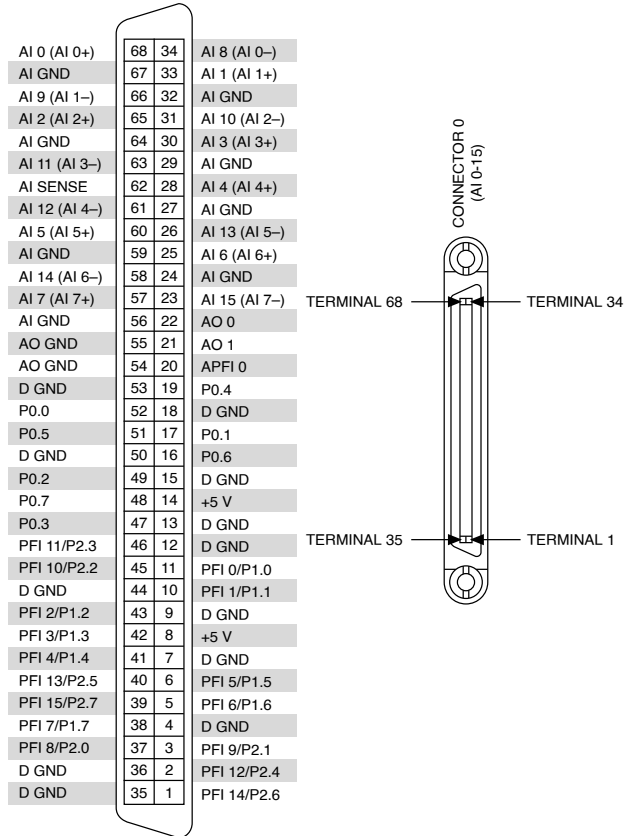 AI 0 (AI 0+) 68 34 AI 8 (AI 0–)
AI GND 67 33 AI 1 (AI 1+)
AI 9 (AI 1–) 66 32 AI GND
AI 2 (AI 2+) 65 31 AI 10 (AI 2–)
AI GND 64 30 AI 3 (AI 3+)
AI 11 (AI 3–) 63 29 AI GND
AI SENSE 62 28 AI 4 (AI 4+)
AI 12 (AI 4–) 61 27 AI GND
AI 5 (AI 5+) 60 26 AI 13 (AI 5–)
AI GND 59 25 AI 6 (AI 6+)
AI 14 (AI 6–) 58 24 AI GND
AI 7 (AI 7+) 57 23 AI 15 (AI 7–)
AI GND 56 22 AO 0
AO GND 55 21 AO 1
AO GND 54 20 APFI 0
D GND 53 19 P0.4
P0.0 52 18 D GND
P0.5 51 17 P0.1
D GND 50 16 P0.6
P0.2 49 15 D GND
P0.7 48 14 +5 V
P0.3 47 13 D GND
PFI 11/P2.3 46 12 D GND
PFI 10/P2.2 45 11 PFI 0/P1.0
D GND 44 10 PFI 1/P1.1
PFI 2/P1.2 43 9 D GND
PFI 3/P1.3 42 8 +5 V
PFI 4/P1.4 41 7 D GND
PFI 13/P2.5 40 6 PFI 5/P1.5
PFI 15/P2.7 39 5 PFI 6/P1.6
PFI 7/P1.7 38 4 D GND
PFI 8/P2.0 37 3 PFI 9/P2.1
D GND 36 2 PFI 12/P2.4
D GND 35 1 PFI 14/P2.6
CONNECTOR 0
(AI 0-15)
TERMINAL 68
TERMINAL 34
TERMINAL 35
TERMINAL 1